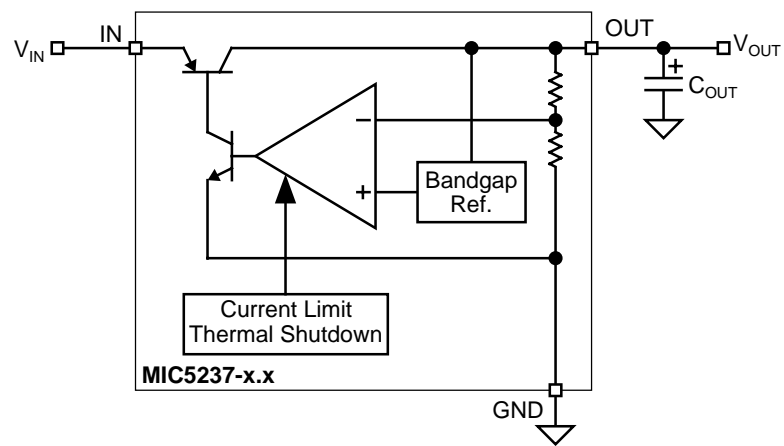 IN
OUT
V_IN
V_OUT
+
C_OUT
−
+
Bandgap
Ref.
Current Limit
Thermal Shutdown
MIC5237-x.x
GND